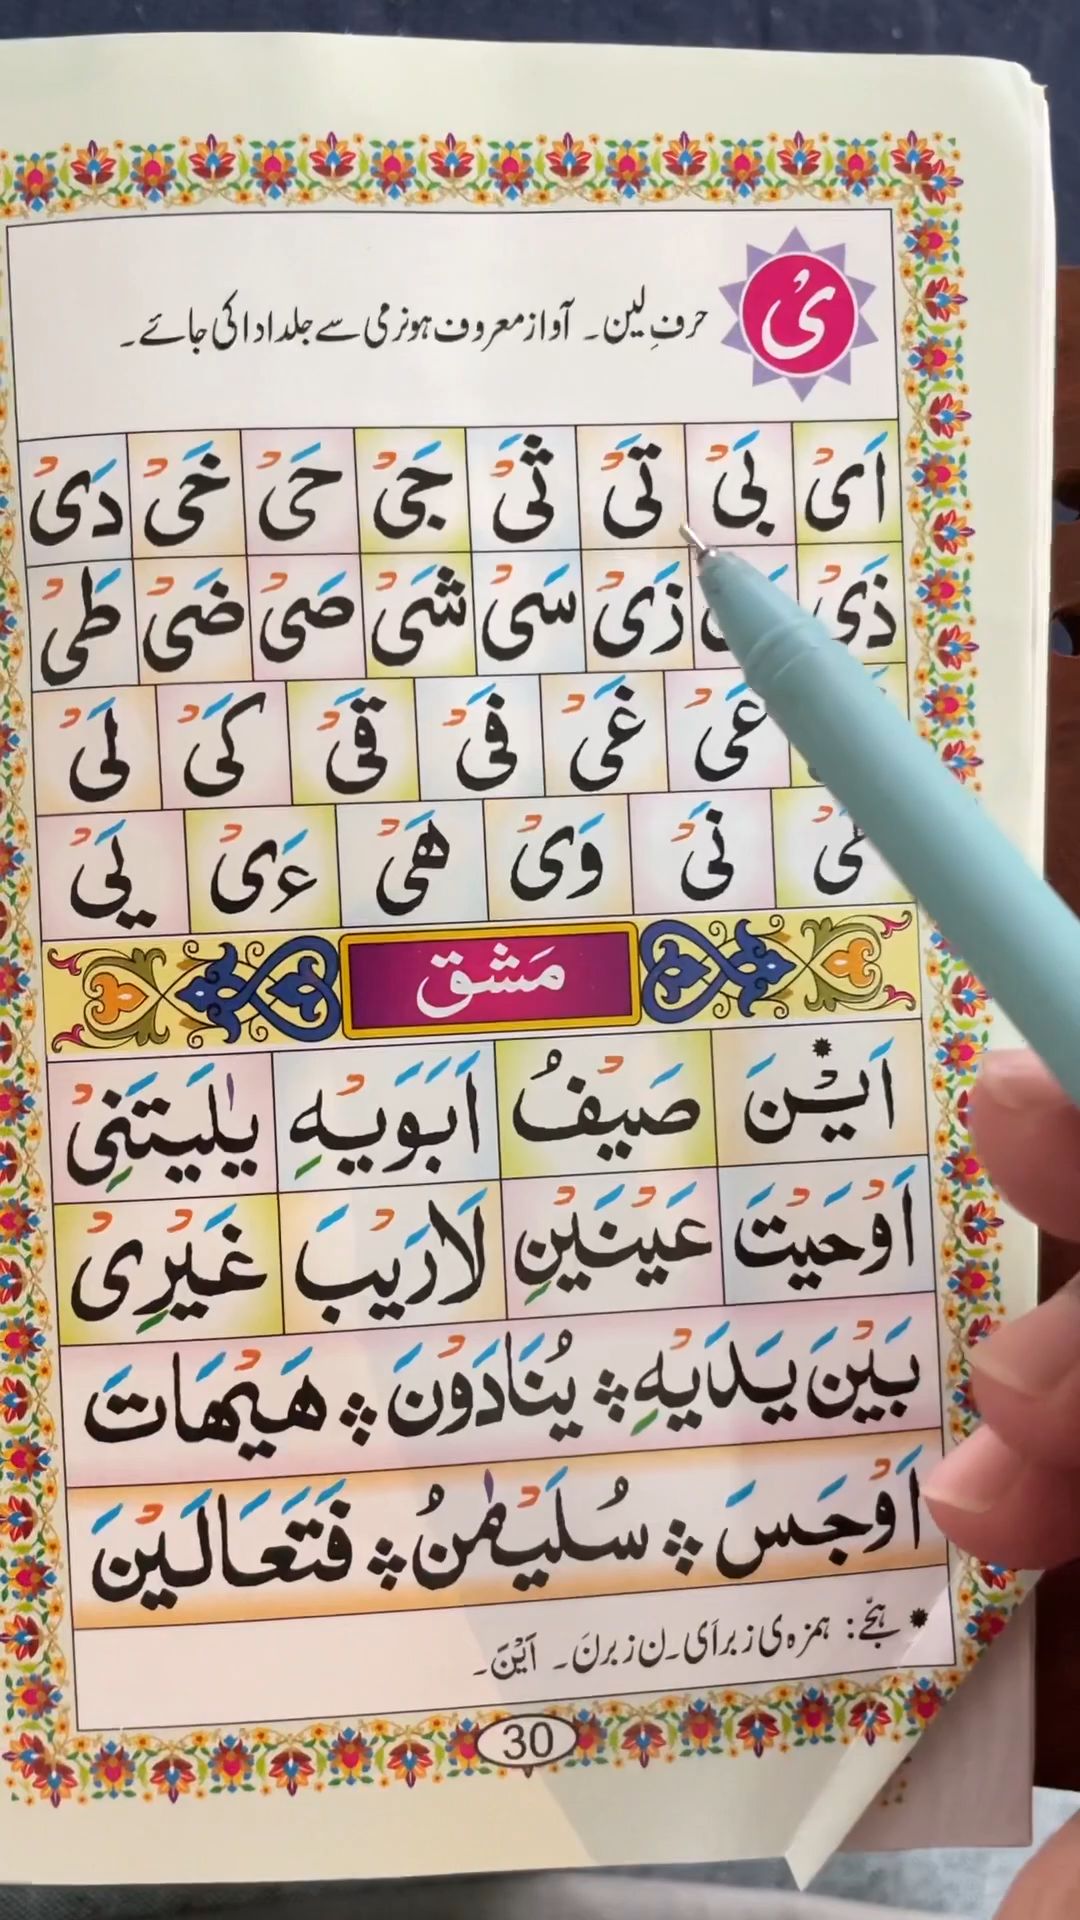 یْ
حرفِ لین۔ آواز معروف ہو نرمی سے جلد ادا کی جائے۔
اَیْ بَیْ تَیْ ثَیْ جَیْ حَیْ خَیْ دَیْ
ذَیْ زَیْ سَیْ شَیْ صَیْ ضَیْ طَیْ
عَیْ غَیْ فَیْ قَیْ کَیْ لَیْ
نَیْ وَیْ هَیْ ءَیْ یَیْ
مَشق
اَیْنَ صَیْفُ اَبَوَیْهِ یٰلَیْتَنِیْ
اَوْحَیْتَ عَیْنَیْنِ لَارَیْبَ غَیْرِیْ
بَیْنَ یَدَیْهِ ؞ یُنَادَوْنَ ؞ هَیْهَاتَ
اَوْجَسَ ؞ سُلَیْمٰنُ ؞ فَتَعَالَیْنَ
٭ ہجّے: ہمزہ ی زبر اَی۔ ن زبر نَ۔ اَیْنَ۔
30